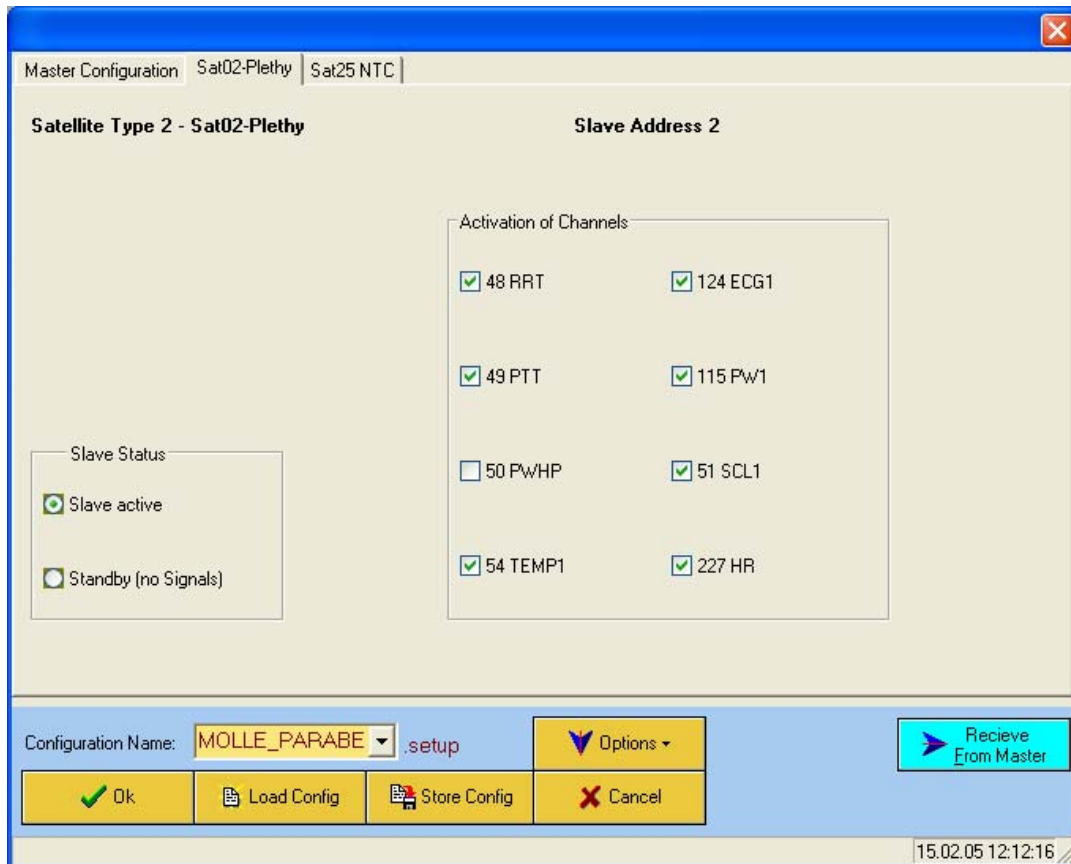 Master Configuration Sat02-Plethy Sat25 NTC
Satellite Type 2 - Sat02-Plethy Slave Address 2
Activation of Channels
48 RRT 124 ECG1
49 PTT 115 PW1
Slave Status
50 PWHP 51 SCL1
Slave active
54 TEMP1 227 HR
Standby (no Signals)
Configuration Name: MOLLE_PARABE .setup Options
Recieve
From Master
Ok Load Config Store Config Cancel
15.02.05 12:12:16